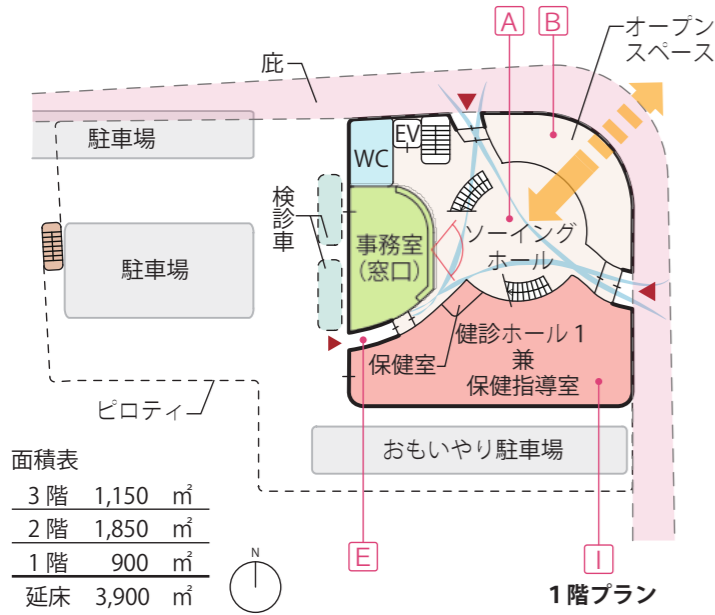 A
B
オープン
スペース
庇
駐車場
EV
WC
検診車
事務室
（窓口）
ソーイング
ホール
駐車場
保健室
健診ホール1
兼
保健指導室
ピロティ
おもいやり駐車場
面積表
3階 1,150 ㎡
2階 1,850 ㎡
1階 900 ㎡
延床 3,900 ㎡
N
E
I
1階プラン